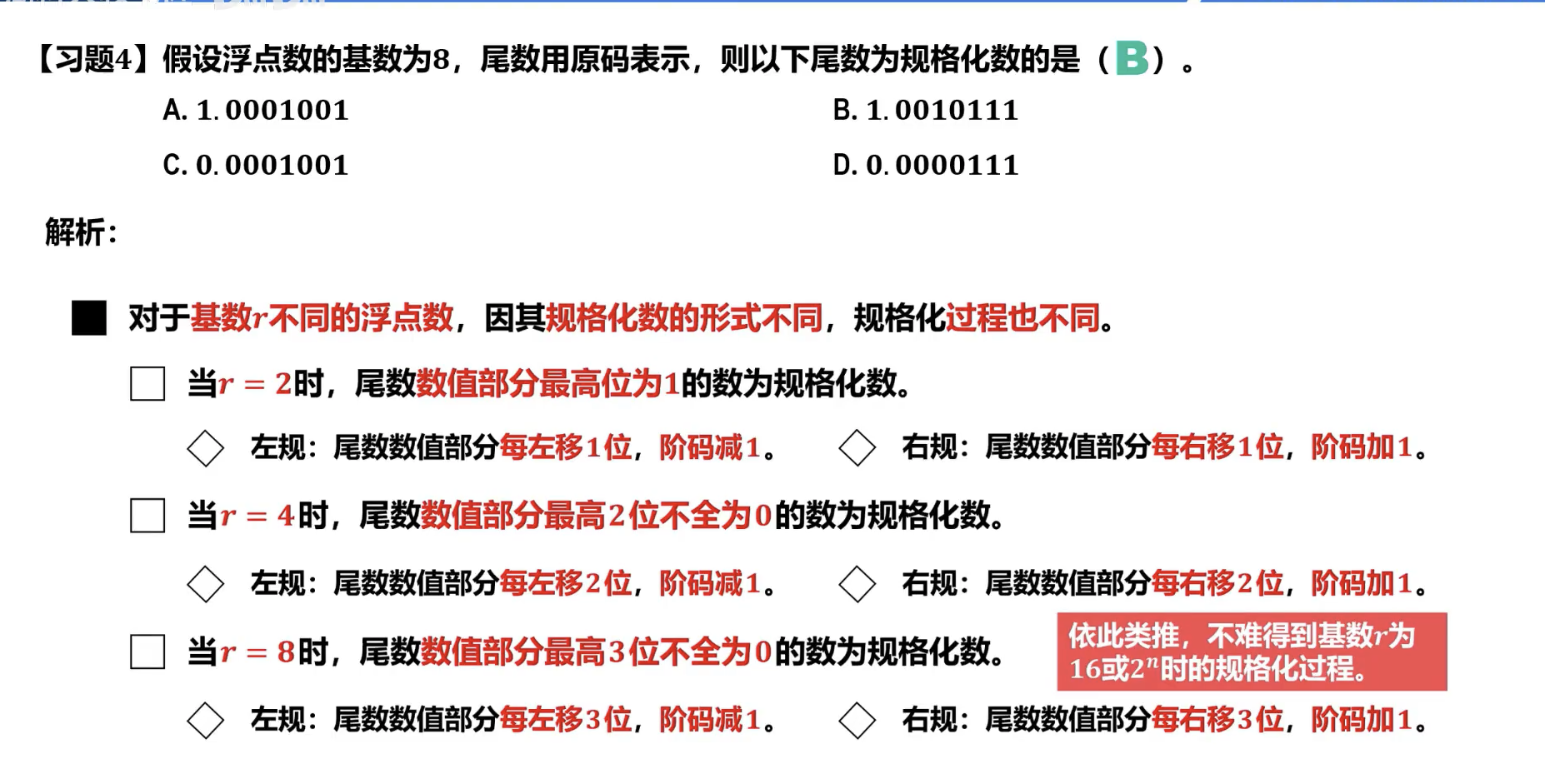 【习题4】假设浮点数的基数为8，尾数用原码表示，则以下尾数为规格化数的是（B）。
A. 1.0001001 B. 1.0010111
C. 0.0001001 D. 0.0000111
解析：
对于基数r不同的浮点数，因其规格化数的形式不同，规格化过程也不同。
当r = 2时，尾数数值部分最高位为1的数为规格化数。
左规：尾数数值部分每左移1位，阶码减1。 右规：尾数数值部分每右移1位，阶码加1。
当r = 4时，尾数数值部分最高2位不全为0的数为规格化数。
左规：尾数数值部分每左移2位，阶码减1。 右规：尾数数值部分每右移2位，阶码加1。
当r = 8时，尾数数值部分最高3位不全为0的数为规格化数。
依此类推，不难得到基数r为
16或2ⁿ时的规格化过程。
左规：尾数数值部分每左移3位，阶码减1。 右规：尾数数值部分每右移3位，阶码加1。